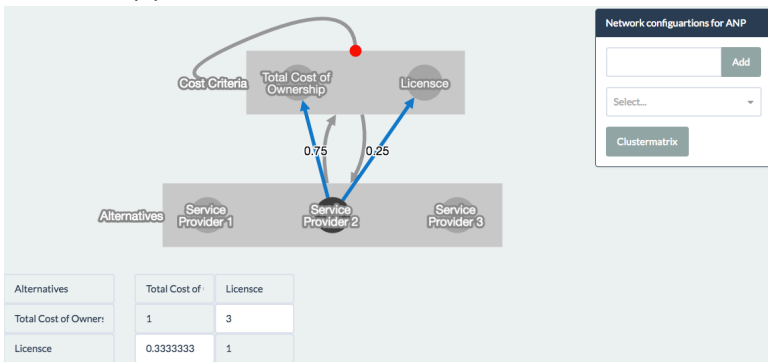 Network configuartions for ANP
Add
Select...
Clustermatrix
Cost Criteria
Total Cost of
Ownership
Licensce
0.75
0.25
Alternatives
Service
Provider 1
Service
Provider 2
Service
Provider 3
Alternatives
Total Cost of
Licensce
Total Cost of Owners
1
3
Licensce
0.3333333
1